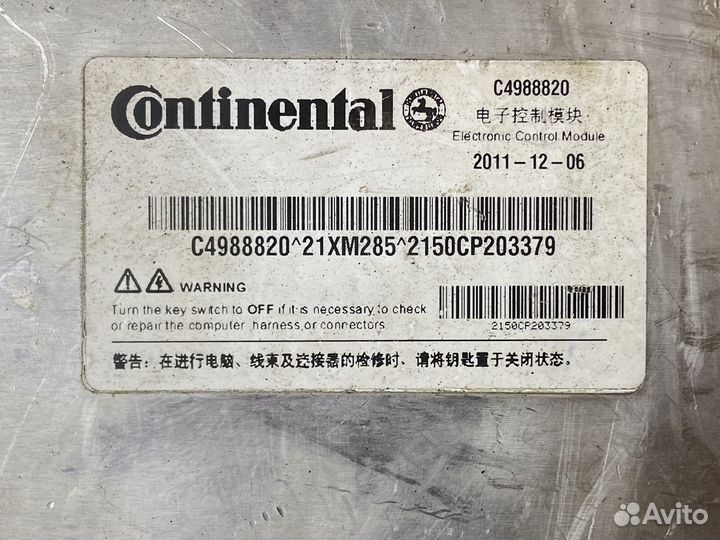 Continental
C4988820
电子控制模块
Electronic Control Module
2011-12-06
C4988820^21XM285^2150CP203379
WARNING
Turn the key switch to OFF if it is necessary to check
or repair the computer, harness or connectors.
2150CP203379
警告: 在进行电脑、线束及连接器的检修时、请将钥匙置于关闭状态。
Avito